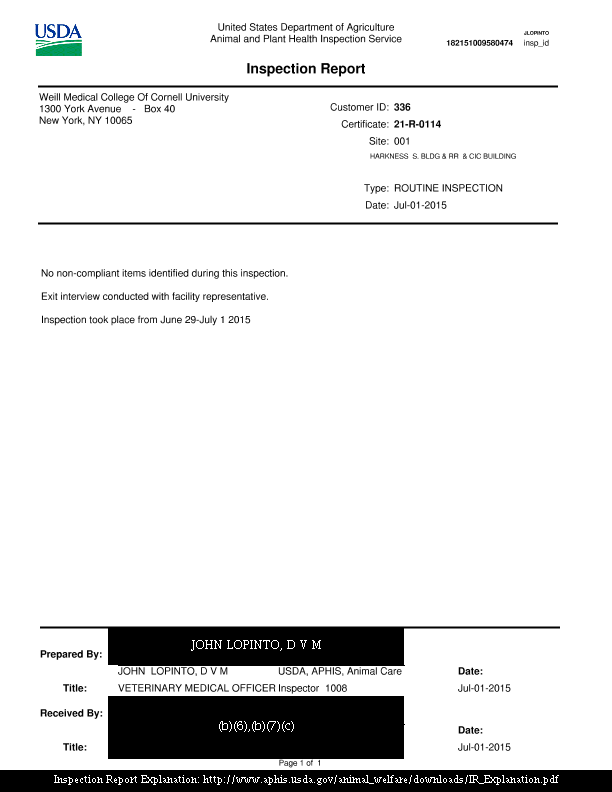 USDA
United States Department of Agriculture
Animal and Plant Health Inspection Service
JLOPINTO
182151009580474 insp_id
Inspection Report
Weill Medical College Of Cornell University
1300 York Avenue - Box 40
New York, NY 10065
Customer ID: 336
Certificate: 21-R-0114
Site: 001
HARKNESS S. BLDG & RR & CIC BUILDING
Type: ROUTINE INSPECTION
Date: Jul-01-2015
No non-compliant items identified during this inspection.
Exit interview conducted with facility representative.
Inspection took place from June 29-July 1 2015
JOHN LOPINTO, D V M
Prepared By:
JOHN LOPINTO, D V M USDA, APHIS, Animal Care Date:
Title: VETERINARY MEDICAL OFFICER Inspector 1008 Jul-01-2015
Received By:
(b)(6),(b)(7)(c)
Date:
Title: Jul-01-2015
Page 1 of 1
Inspection Report Explanation: http://www.aphis.usda.gov/animal_welfare/downloads/IR_Explanation.pdf